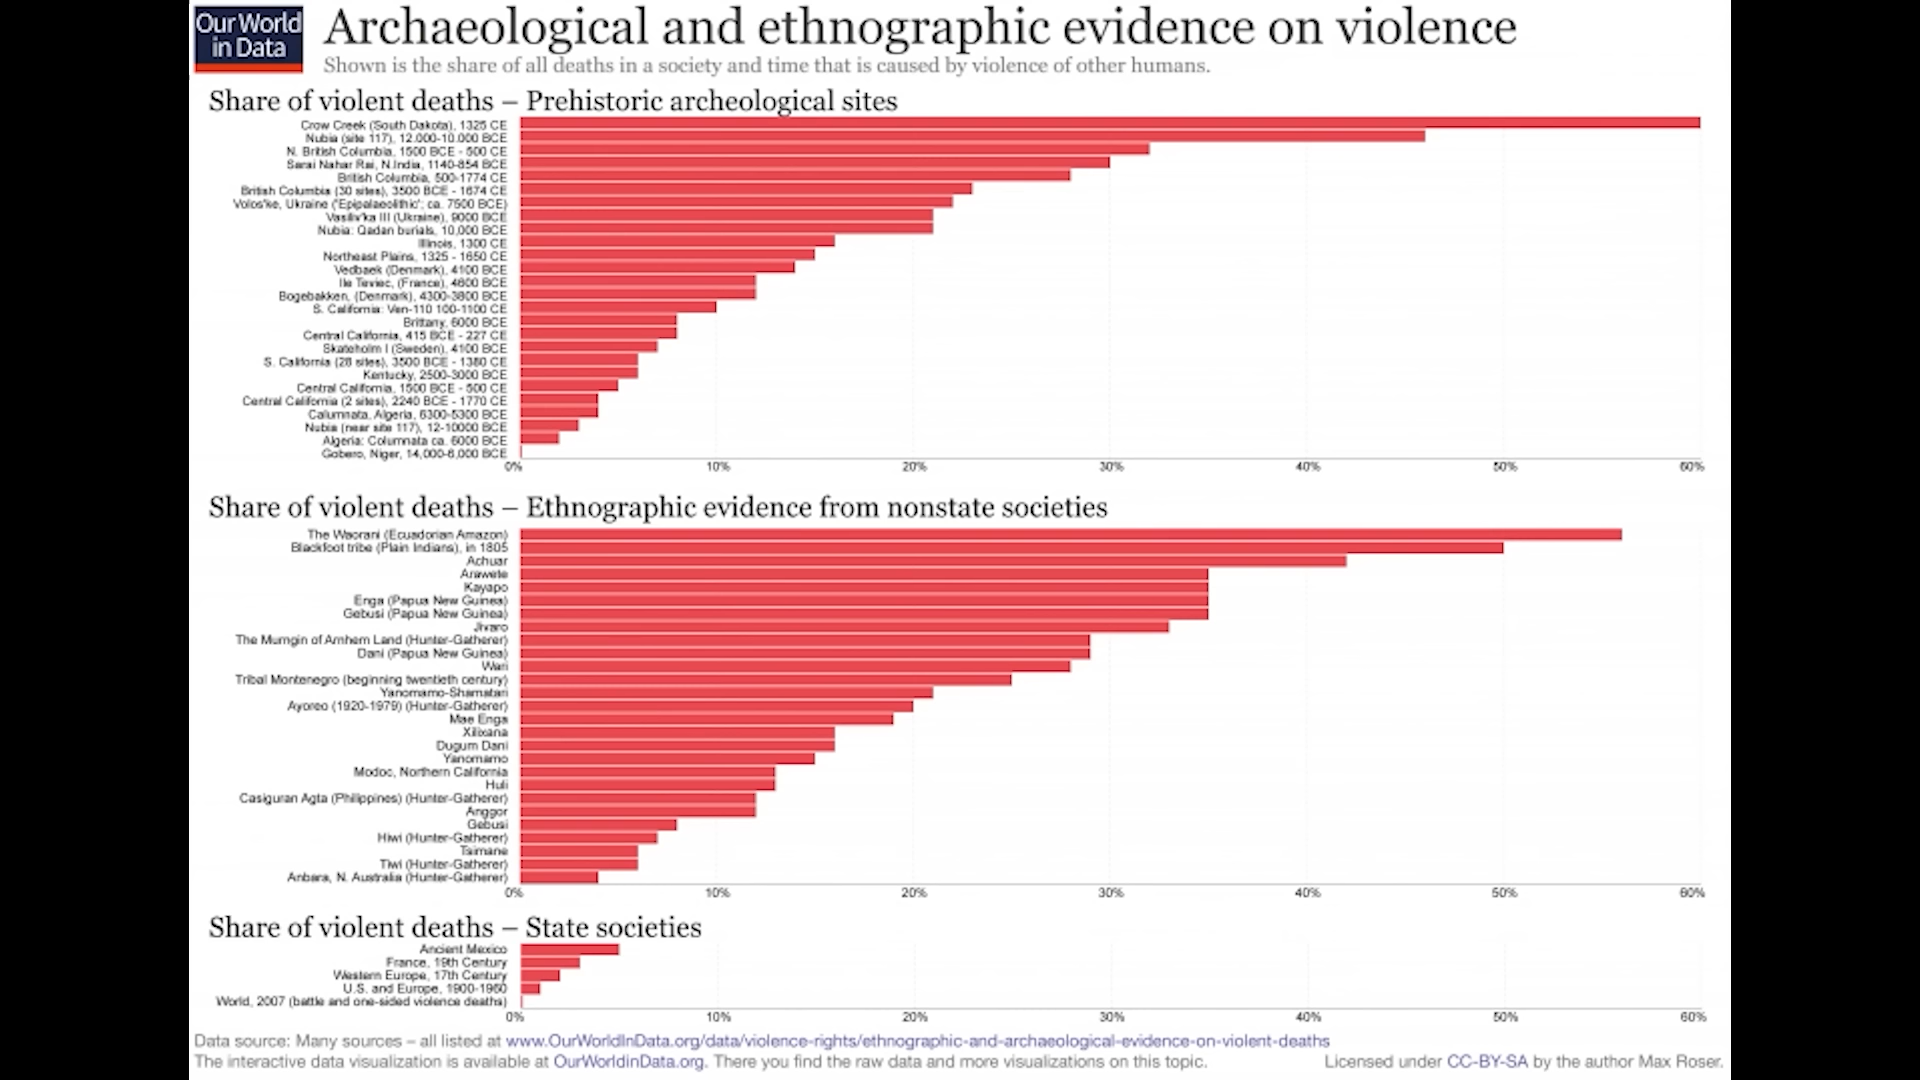 Our World
in Data
Archaeological and ethnographic evidence on violence
Shown is the share of all deaths in a society and time that is caused by violence of other humans.
Share of violent deaths – Prehistoric archeological sites
Crow Creek (South Dakota), 1325 CE
Nubia (site 117), 12.000-10.000 BCE
N. British Columbia, 1500 BCE - 500 CE
Sarai Nahar Rai, N.India, 1140-854 BCE
British Columbia, 500-1774 CE
British Columbia (30 sites), 3500 BCE - 1674 CE
Volos'ke, Ukraine ('Epipalaeolithic'; ca. 7500 BCE)
Vasiliv'ka III (Ukraine), 9000 BCE
Nubia: Qadan burials, 10,000 BCE
Illinois, 1300 CE
Northeast Plains, 1325 - 1650 CE
Vedbaek (Denmark), 4100 BCE
Ile Teviec, (France), 4600 BCE
Bogebakken, (Denmark), 4300-3800 BCE
S. California: Ven-110 100-1100 CE
Brittany, 6000 BCE
Central California, 415 BCE - 227 CE
Skateholm I (Sweden), 4100 BCE
S. California (28 sites), 3500 BCE - 1380 CE
Kentucky, 2500-3000 BCE
Central California, 1500 BCE - 500 CE
Central California (2 sites), 2240 BCE - 1770 CE
Calumnata, Algeria, 6300-5300 BCE
Nubia (near site 117), 12-10000 BCE
Algeria: Columnata ca. 6000 BCE
Gobero, Niger, 14,000-6,000 BCE
0% 10% 20% 30% 40% 50% 60%
Share of violent deaths – Ethnographic evidence from nonstate societies
The Waorani (Ecuadorian Amazon)
Blackfoot tribe (Plain Indians), in 1805
Achuar
Arawete
Kayapo
Enga (Papua New Guinea)
Gebusi (Papua New Guinea)
Jivaro
The Murngin of Arnhem Land (Hunter-Gatherer)
Dani (Papua New Guinea)
Wari
Tribal Montenegro (beginning twentieth century)
Yanomamo-Shamatari
Ayoreo (1920-1979) (Hunter-Gatherer)
Mae Enga
Xilixana
Dugum Dani
Yanomamo
Modoc, Northern California
Huli
Casiguran Agta (Philippines) (Hunter-Gatherer)
Anggor
Gebusi
Hiwi (Hunter-Gatherer)
Tsimane
Tiwi (Hunter-Gatherer)
Anbara, N. Australia (Hunter-Gatherer)
0% 10% 20% 30% 40% 50% 60%
Share of violent deaths – State societies
Ancient Mexico
France, 19th Century
Western Europe, 17th Century
U.S. and Europe, 1900-1960
World, 2007 (battle and one-sided violence deaths)
0% 10% 20% 30% 40% 50% 60%
Data source: Many sources – all listed at www.OurWorldInData.org/data/violence-rights/ethnographic-and-archaeological-evidence-on-violent-deaths
The interactive data visualization is available at OurWorldinData.org. There you find the raw data and more visualizations on this topic. Licensed under CC-BY-SA by the author Max Roser.